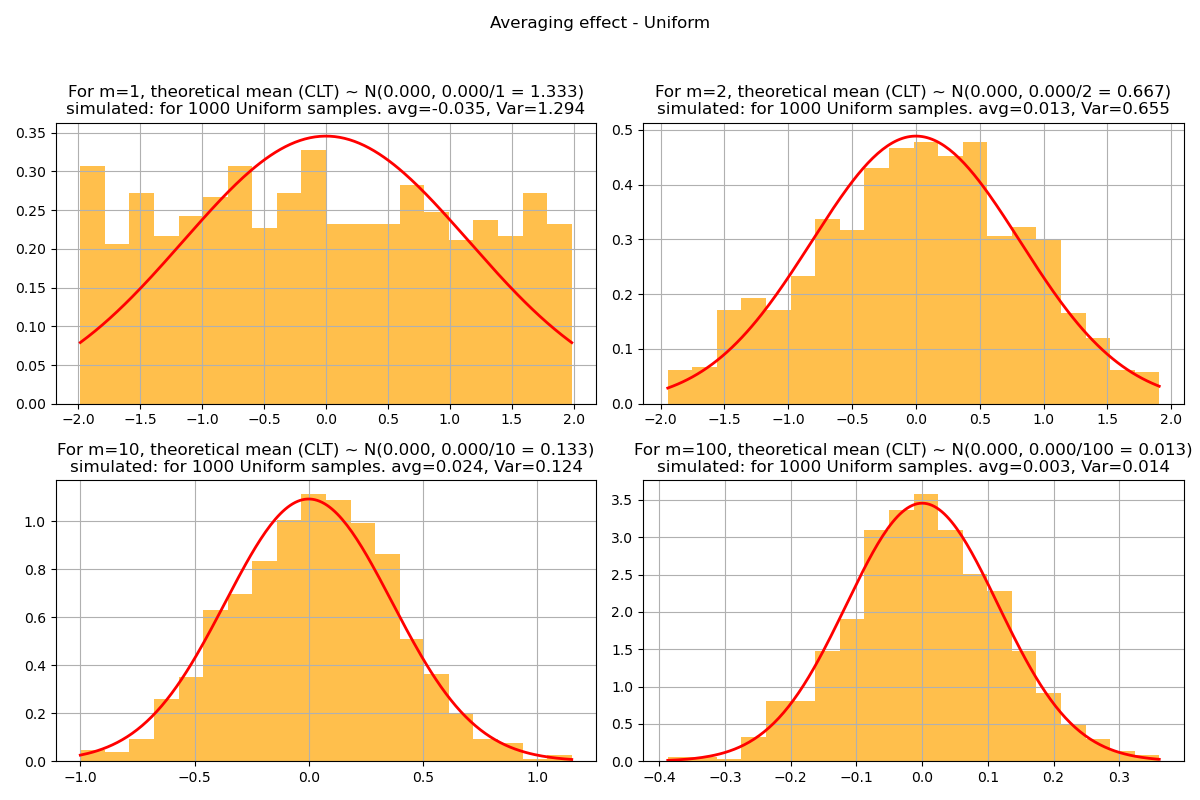 Averaging effect - Uniform
For m=1, theoretical mean (CLT) ~ N(0.000, 0.000/1 = 1.333)
simulated: for 1000 Uniform samples. avg=-0.035, Var=1.294
0.35
0.30
0.25
0.20
0.15
0.10
0.05
0.00
−2.0 −1.5 −1.0 −0.5 0.0 0.5 1.0 1.5 2.0
For m=2, theoretical mean (CLT) ~ N(0.000, 0.000/2 = 0.667)
simulated: for 1000 Uniform samples. avg=0.013, Var=0.655
0.5
0.4
0.3
0.2
0.1
0.0
−2.0 −1.5 −1.0 −0.5 0.0 0.5 1.0 1.5 2.0
For m=10, theoretical mean (CLT) ~ N(0.000, 0.000/10 = 0.133)
simulated: for 1000 Uniform samples. avg=0.024, Var=0.124
1.0
0.8
0.6
0.4
0.2
0.0
−1.0 −0.5 0.0 0.5 1.0
For m=100, theoretical mean (CLT) ~ N(0.000, 0.000/100 = 0.013)
simulated: for 1000 Uniform samples. avg=0.003, Var=0.014
3.5
3.0
2.5
2.0
1.5
1.0
0.5
0.0
−0.4 −0.3 −0.2 −0.1 0.0 0.1 0.2 0.3